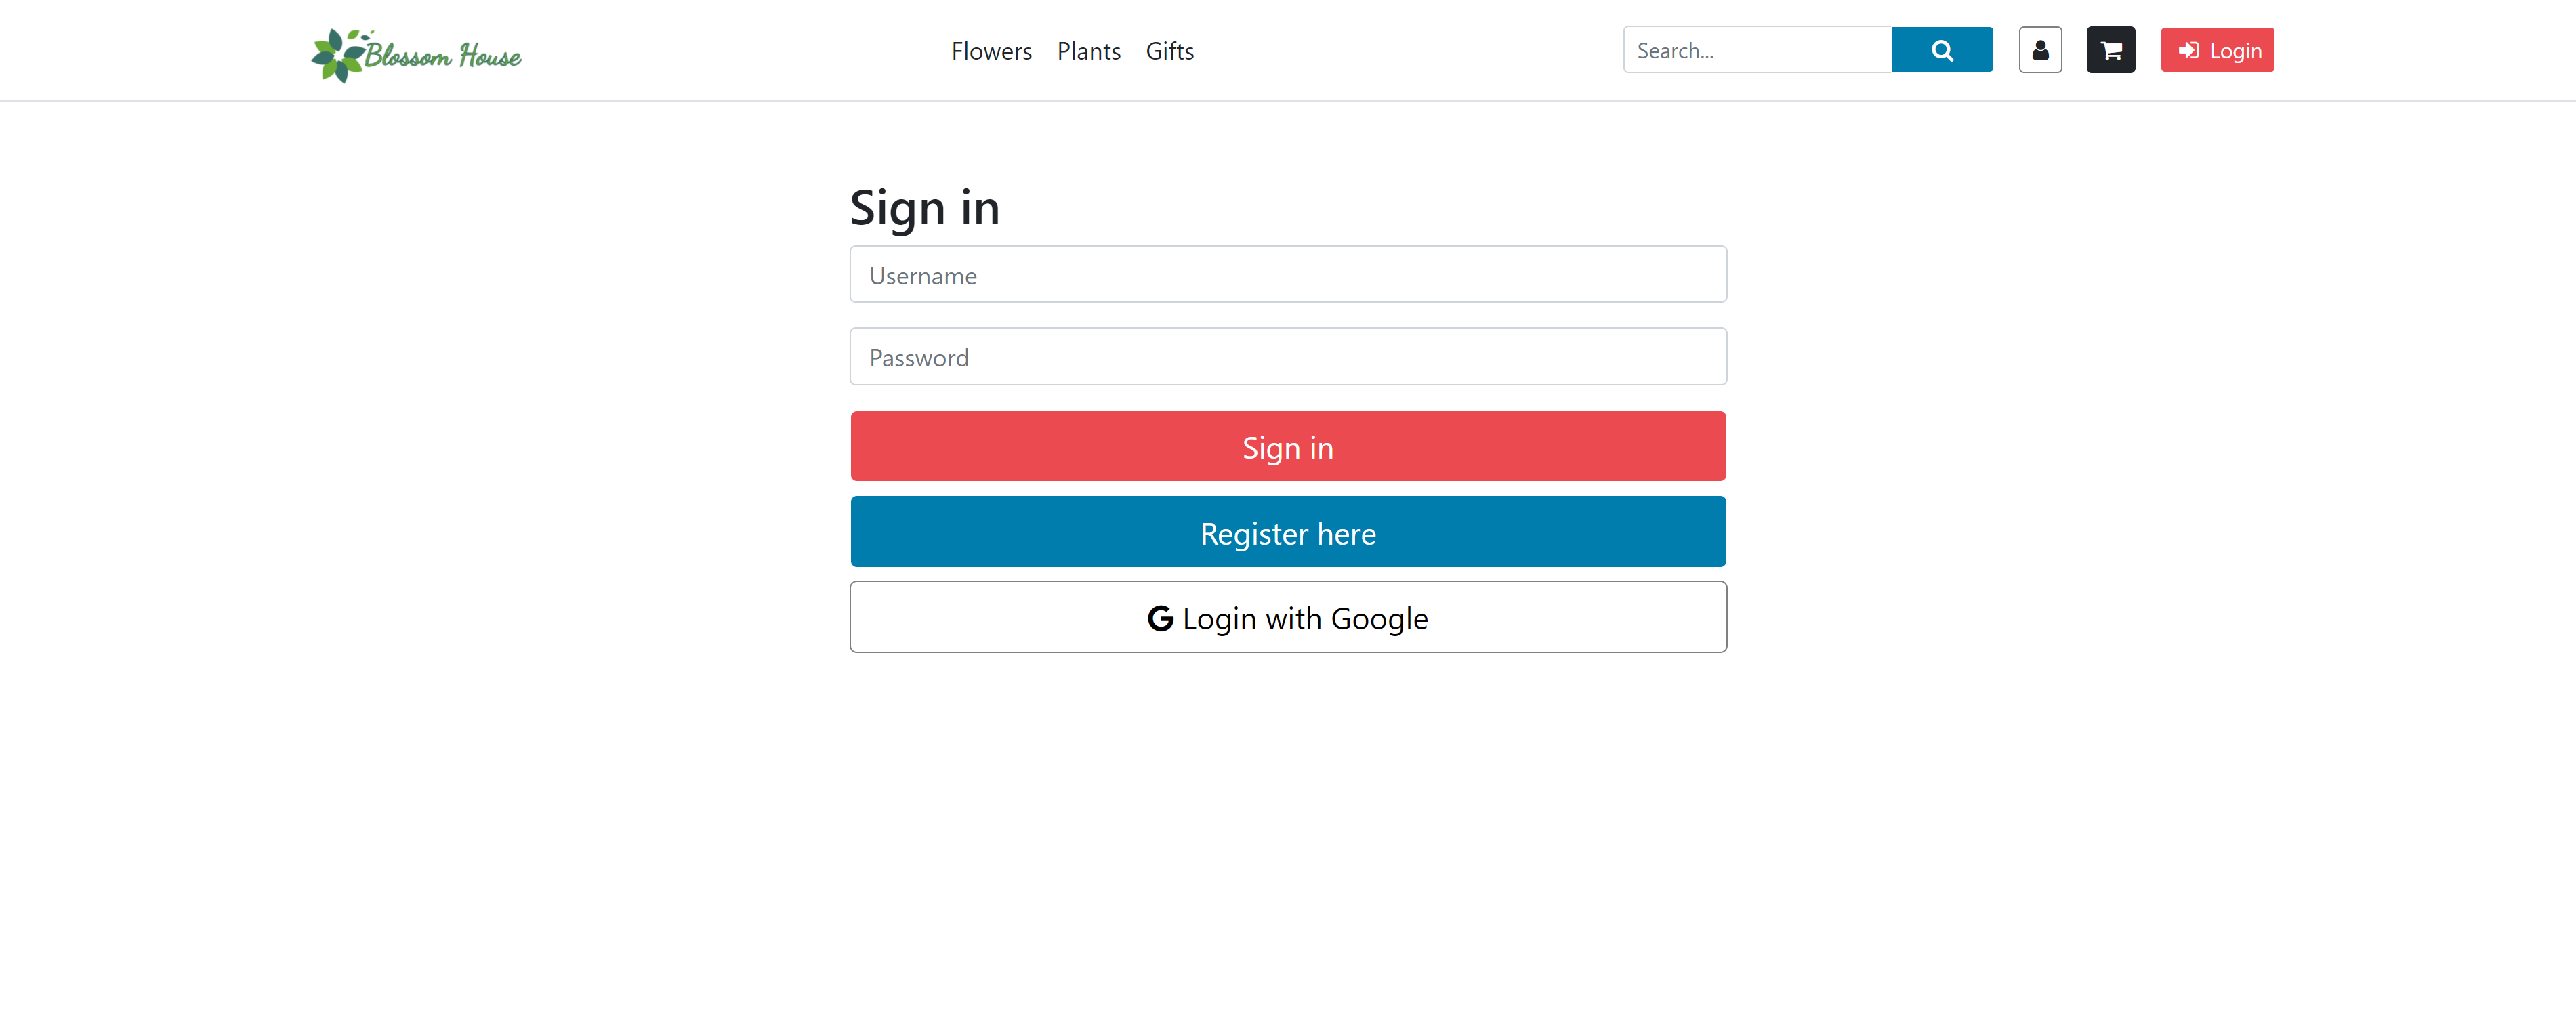 Blossom House
Flowers Plants Gifts
Search...
Login
Sign in
Username
Password
Sign in
Register here
Login with Google